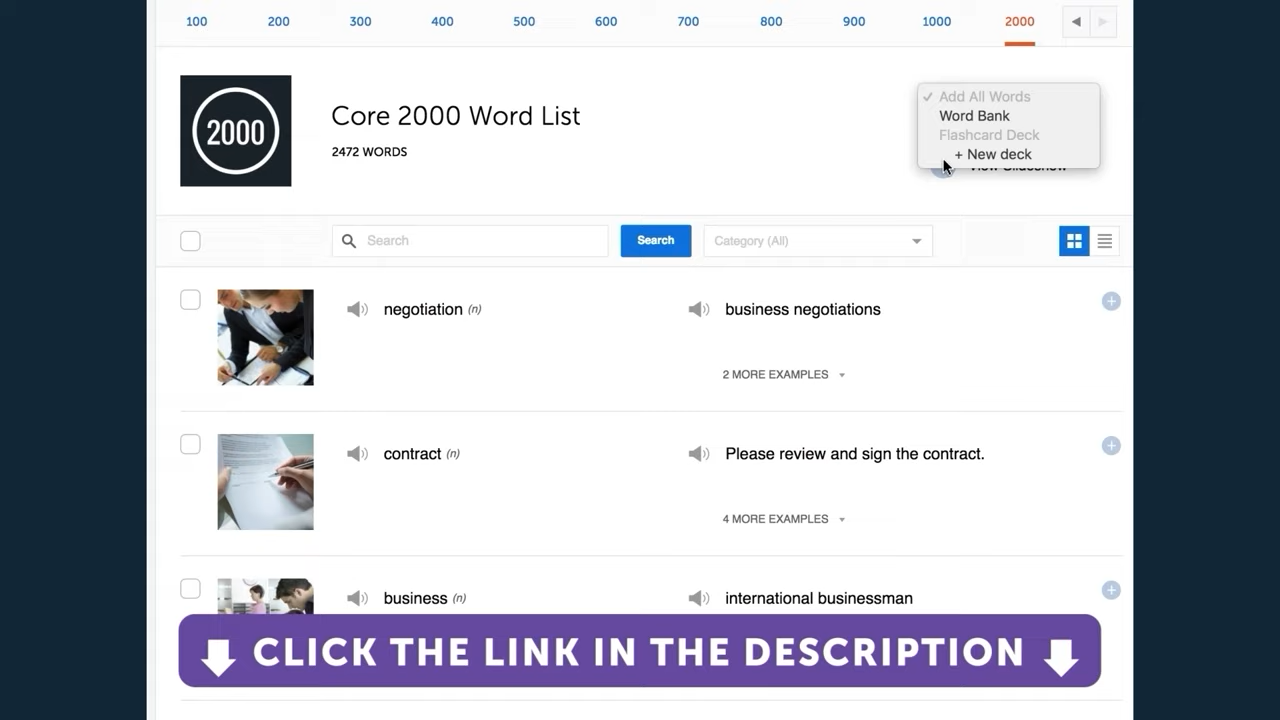 100 200 300 400 500 600 700 800 900 1000 2000
2000
Core 2000 Word List
2472 WORDS
✓ Add All Words
Word Bank
Flashcard Deck
+ New deck
View Slideshow
Search
Search
Category (All)
negotiation (n)
business negotiations
2 MORE EXAMPLES
contract (n)
Please review and sign the contract.
4 MORE EXAMPLES
business (n)
international businessman
CLICK THE LINK IN THE DESCRIPTION